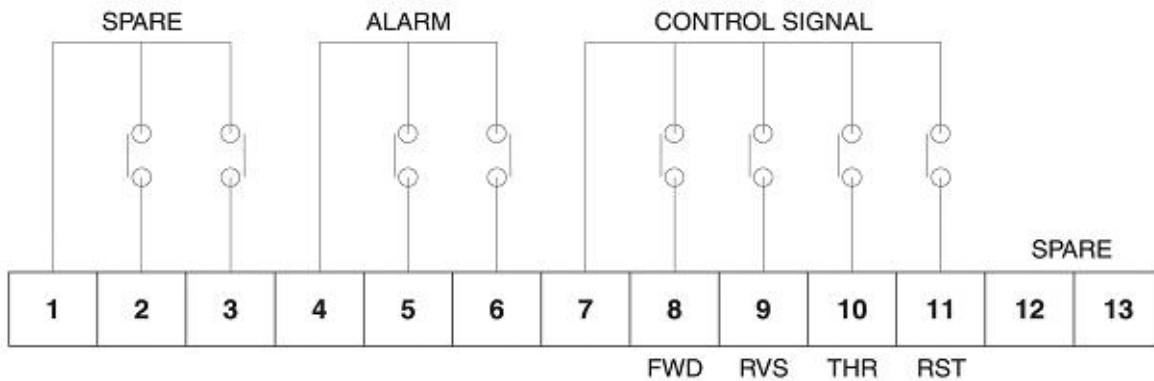 SPARE ALARM CONTROL SIGNAL
SPARE
1 2 3 4 5 6 7 8 9 10 11 12 13
FWD RVS THR RST